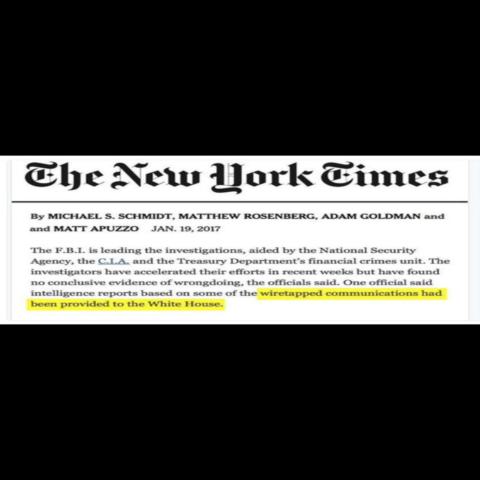 The New York Times
By MICHAEL S. SCHMIDT, MATTHEW ROSENBERG, ADAM GOLDMAN and
and MATT APUZZO JAN. 19, 2017
The F.B.I. is leading the investigations, aided by the National Security
Agency, the C.I.A. and the Treasury Department's financial crimes unit. The
investigators have accelerated their efforts in recent weeks but have found
no conclusive evidence of wrongdoing, the officials said. One official said
intelligence reports based on some of the wiretapped communications had
been provided to the White House.